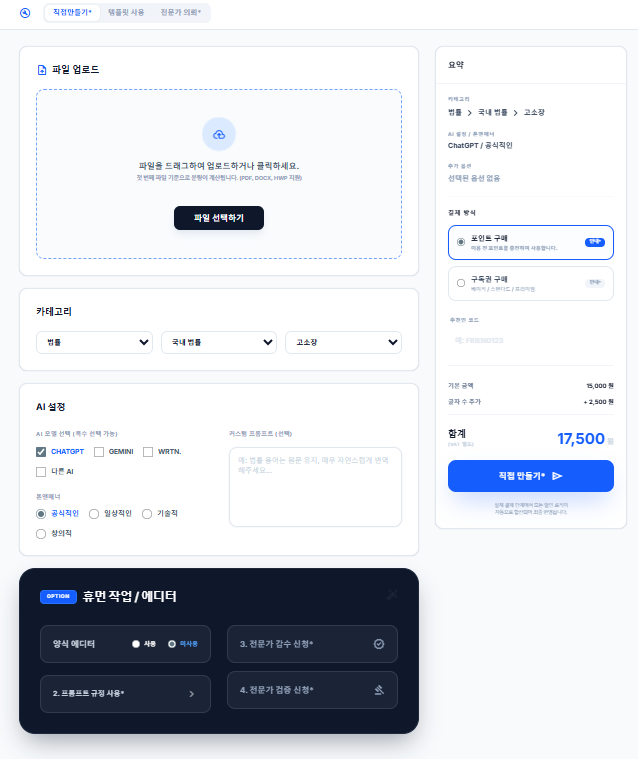 직접만들기* 템플릿 사용 전문가 의뢰*
파일 업로드
파일을 드래그하여 업로드하거나 클릭하세요.
첫 번째 파일 기준으로 분량이 계산됩니다. (PDF, DOCX, HWP 지원)
파일 선택하기
카테고리
법률 국내 법률 고소장
AI 설정
AI 모델 선택 (복수 선택 가능)
CHATGPT GEMINI WRTN.
다른 AI
톤앤매너
공식적인 일상적인 기술적
창의적
커스텀 프롬프트 (선택)
예: 법률 용어는 원문 유지, 매우 자연스럽게 번역
해주세요...
OPTION 휴먼 작업 / 에디터
양식 에디터 사용 미사용
2. 프롬프트 규정 사용*
3. 전문가 감수 신청*
4. 전문가 검증 신청*
요약
카테고리
법률 > 국내 법률 > 고소장
AI 설정 / 톤앤매너
ChatGPT / 공식적인
추가 옵션
선택된 옵션 없음
결제 방식
포인트 구매
이용 전 포인트를 충전하여 사용합니다.
구독권 구매
베이직 / 스탠다드 / 프리미엄
추천인 코드
기본 금액 15,000 원
글자 수 추가 + 2,500 원
합계 17,500 원
직접 만들기*